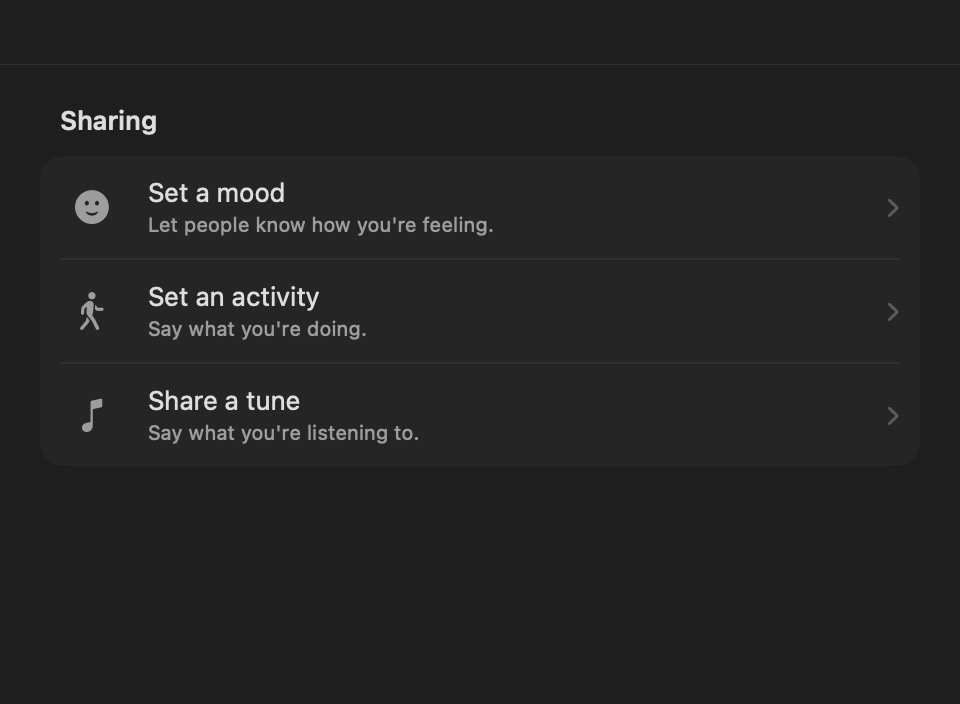 Sharing
Set a mood
Let people know how you're feeling.
Set an activity
Say what you're doing.
Share a tune
Say what you're listening to.